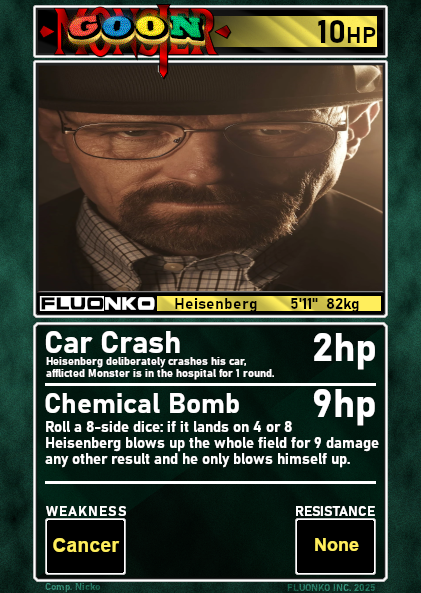 MONSTER
GOON
10HP
FLUONKO Heisenberg 5'11" 82kg
Car Crash 2hp
Heisenberg deliberately crashes his car,
afflicted Monster is in the hospital for 1 round.
Chemical Bomb 9hp
Roll a 8-side dice: if it lands on 4 or 8
Heisenberg blows up the whole field for 9 damage
any other result and he only blows himself up.
WEAKNESS RESISTANCE
Cancer None
Comp. Nicko FLUONKO INC. 2025